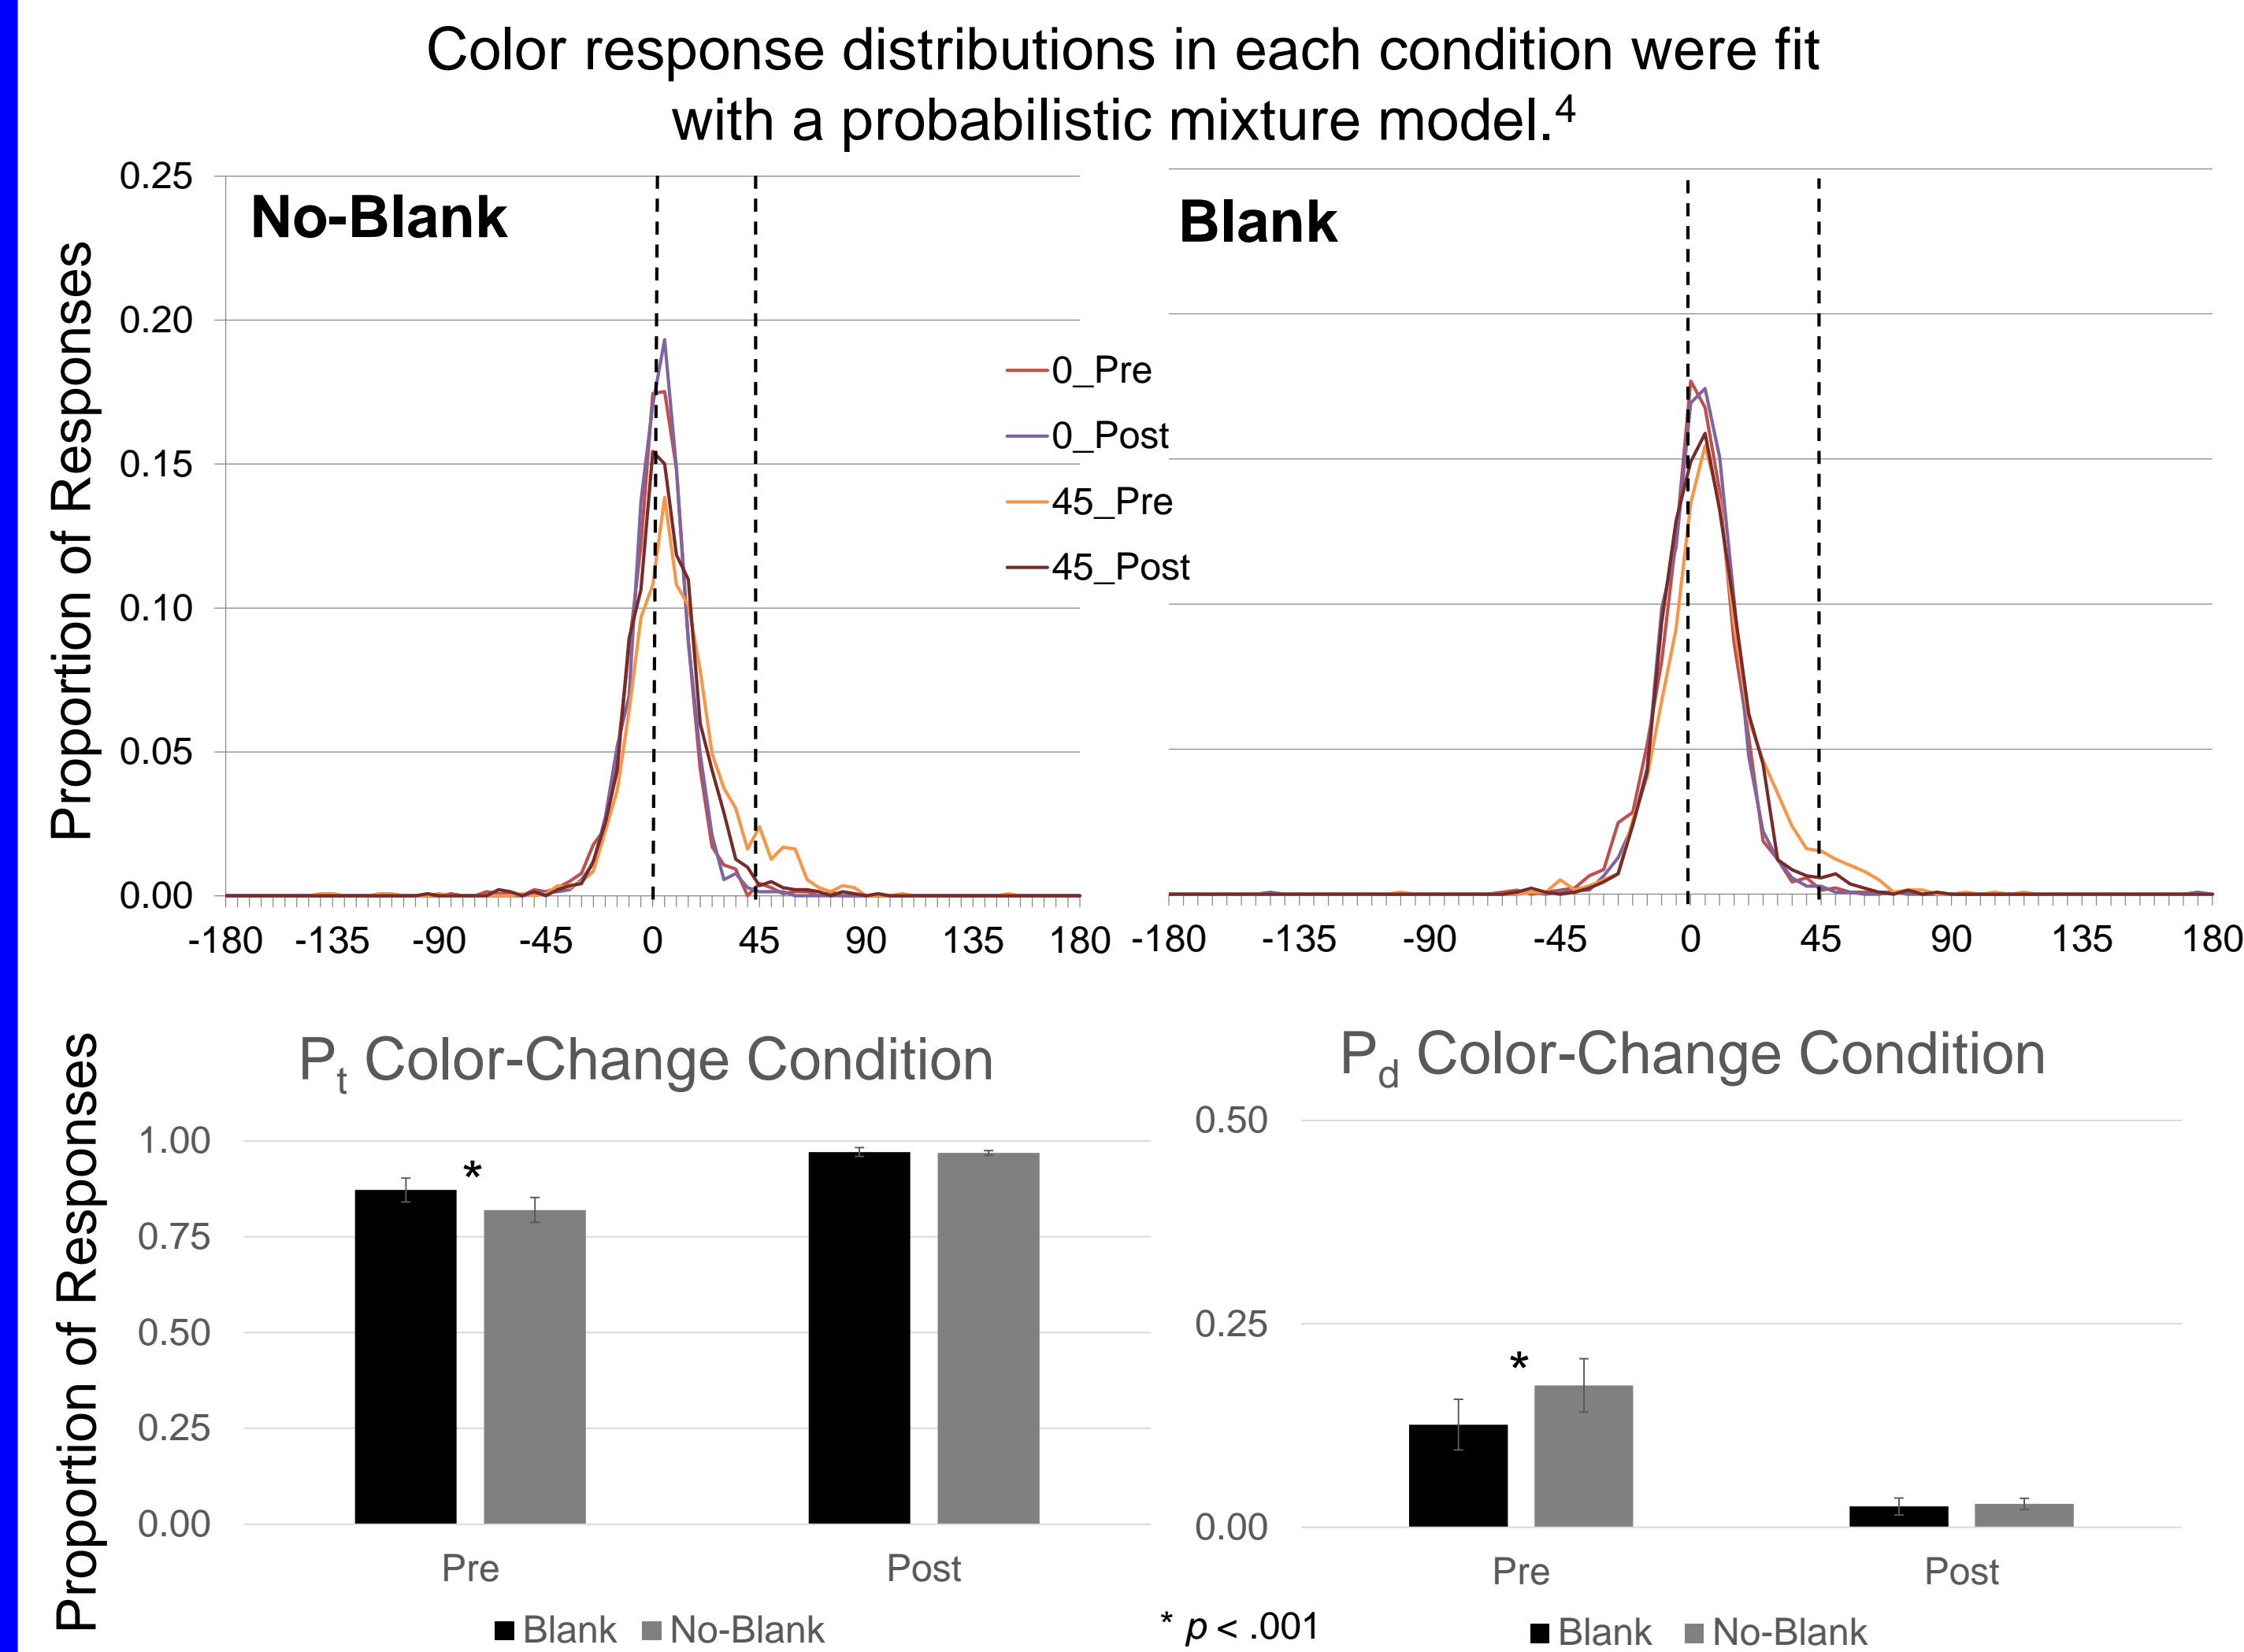 Color response distributions in each condition were fit
with a probabilistic mixture model.⁴
Proportion of Responses
0.25
0.20
0.15
0.10
0.05
0.00
No-Blank
-180 -135 -90 -45 0 45 90 135 180
0_Pre
0_Post
45_Pre
45_Post
Blank
-180 -135 -90 -45 0 45 90 135 180
Proportion of Responses
Pt Color-Change Condition
1.00
0.75
0.50
0.25
0.00
*
Pre Post
Blank No-Blank
Pd Color-Change Condition
0.50
0.25
0.00
*
Pre Post
* p < .001
Blank No-Blank